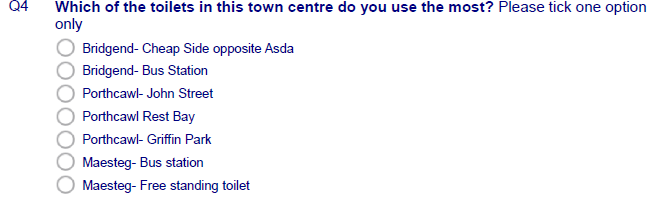 Q4 Which of the toilets in this town centre do you use the most? Please tick one option
only
Bridgend- Cheap Side opposite Asda
Bridgend- Bus Station
Porthcawl- John Street
Porthcawl Rest Bay
Porthcawl- Griffin Park
Maesteg- Bus station
Maesteg- Free standing toilet